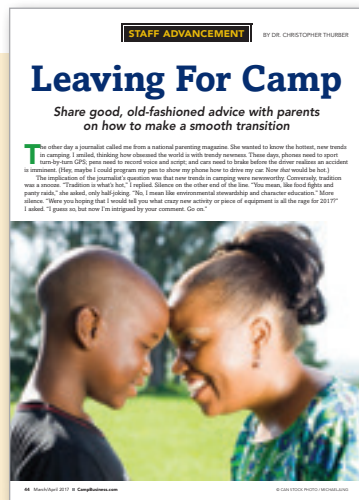 STAFF ADVANCEMENT
BY DR. CHRISTOPHER THURBER
Leaving For Camp
Share good, old-fashioned advice with parents
on how to make a smooth transition
The other day a journalist called me from a national parenting magazine. She wanted to know the hottest, new trends
in camping. I smiled, thinking how obsessed the world is with trendy newness. These days, phones need to sport
turn-by-turn GPS; pens need to record voice and script; and cars need to brake before the driver realizes an accident
is imminent. (Hey, maybe I could program my pen to show my phone how to drive my car. Now that would be hot.)
The implication of the journalist's question was that new trends in camping were newsworthy. Conversely, tradition
was a snooze. "Tradition is what's hot," I replied. Silence on the other end of the line. "You mean, like food fights and
panty raids," she asked, only half-joking. "No, I mean like environmental stewardship and character education." More
silence. "Were you hoping that I would tell you what crazy new activity or piece of equipment is all the rage for 2017?"
I asked. "I guess so, but now I'm intrigued by your comment. Go on."
44 March/April 2017 CampBusiness.com
© CAN STOCK PHOTO /